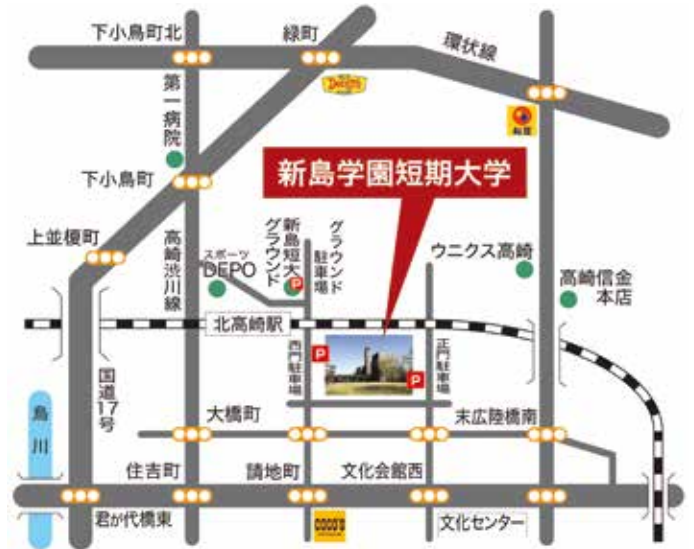 下小鳥町北
緑町
環状線
Denny's
第一病院
下小鳥町
新島学園短期大学
上並榎町
高崎渋川線
スポーツ
DEPO
新島短大
グラウンド
P
グラウンド
駐車場
ウニクス高崎
高崎信金
本店
北高崎駅
国道17号
西門駐車場
P
P
正門駐車場
烏川
大橋町
末広陸橋南
住吉町
請地町
文化会館西
君が代橋東
COCO'S
文化センター